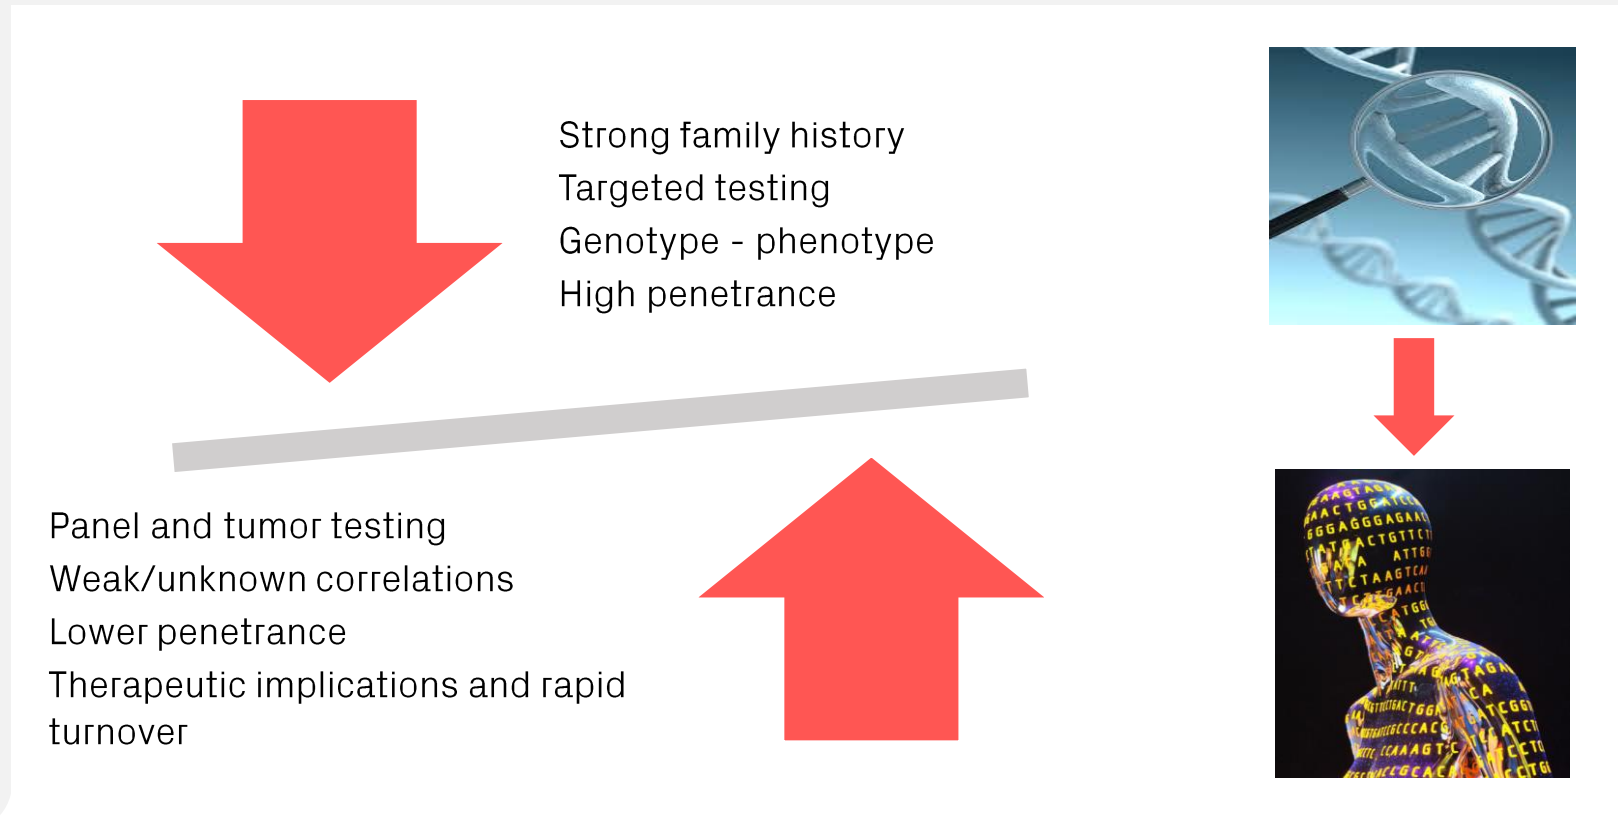 Strong family history
Targeted testing
Genotype - phenotype
High penetrance
Panel and tumor testing
Weak/unknown correlations
Lower penetrance
Therapeutic implications and rapid
turnover